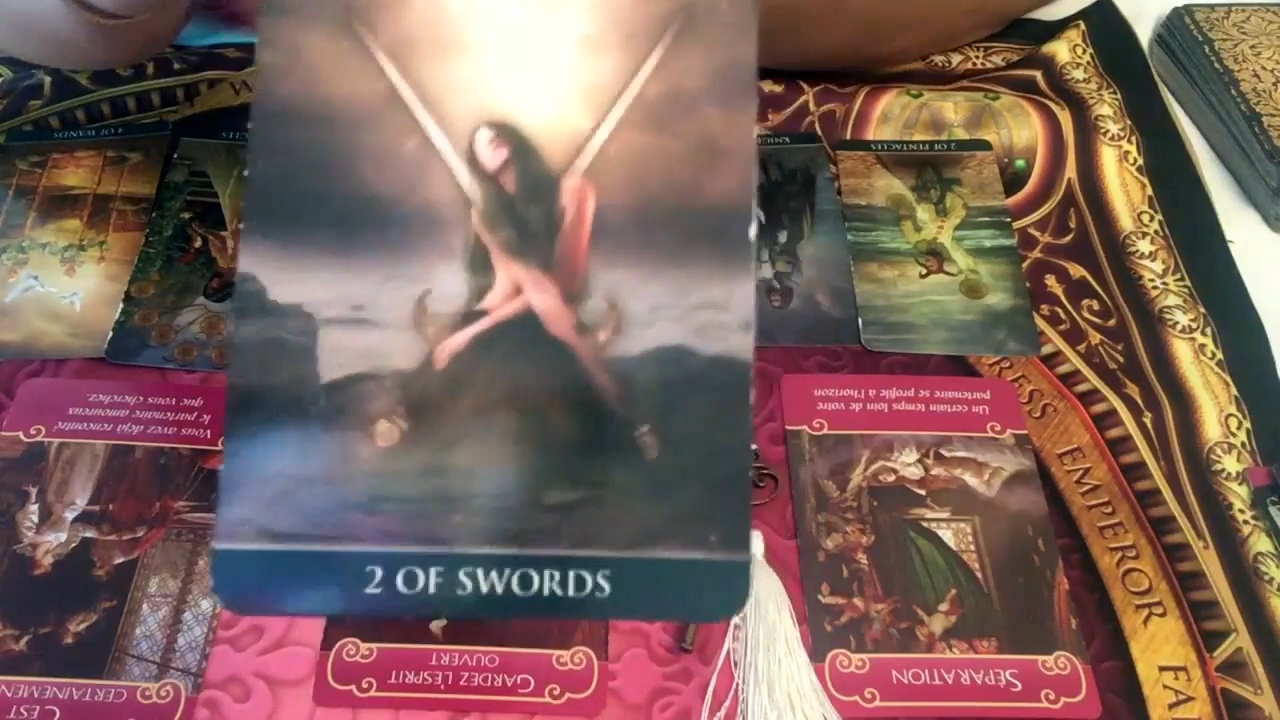 4 OF WANDS
2 OF PENTACLES
2 OF SWORDS
Vous avez déjà rencontré
le partenaire amoureux
que vous cherchez.
Un certain temps loin de votre
partenaire se profile à l'horizon
GARDEZ L'ESPRIT
OUVERT
SÉPARATION
C'EST
EMPEROR